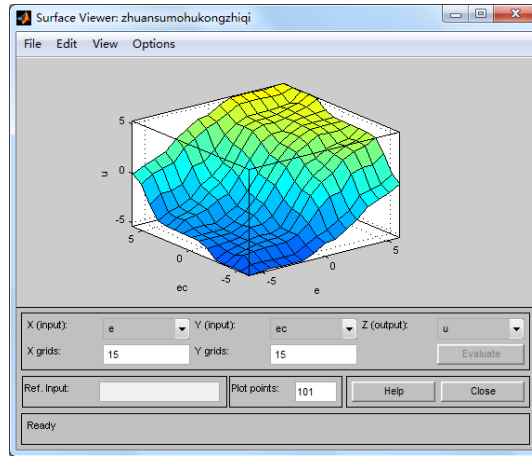 Surface Viewer: zhuansumohukongzhiqi
File Edit View Options
5
0
-5
u
5
0
-5
ec
-5
0
5
e
X (input): e Y (input): ec Z (output): u
X grids: 15 Y grids: 15 Evaluate
Ref. Input: Plot points: 101 Help Close
Ready